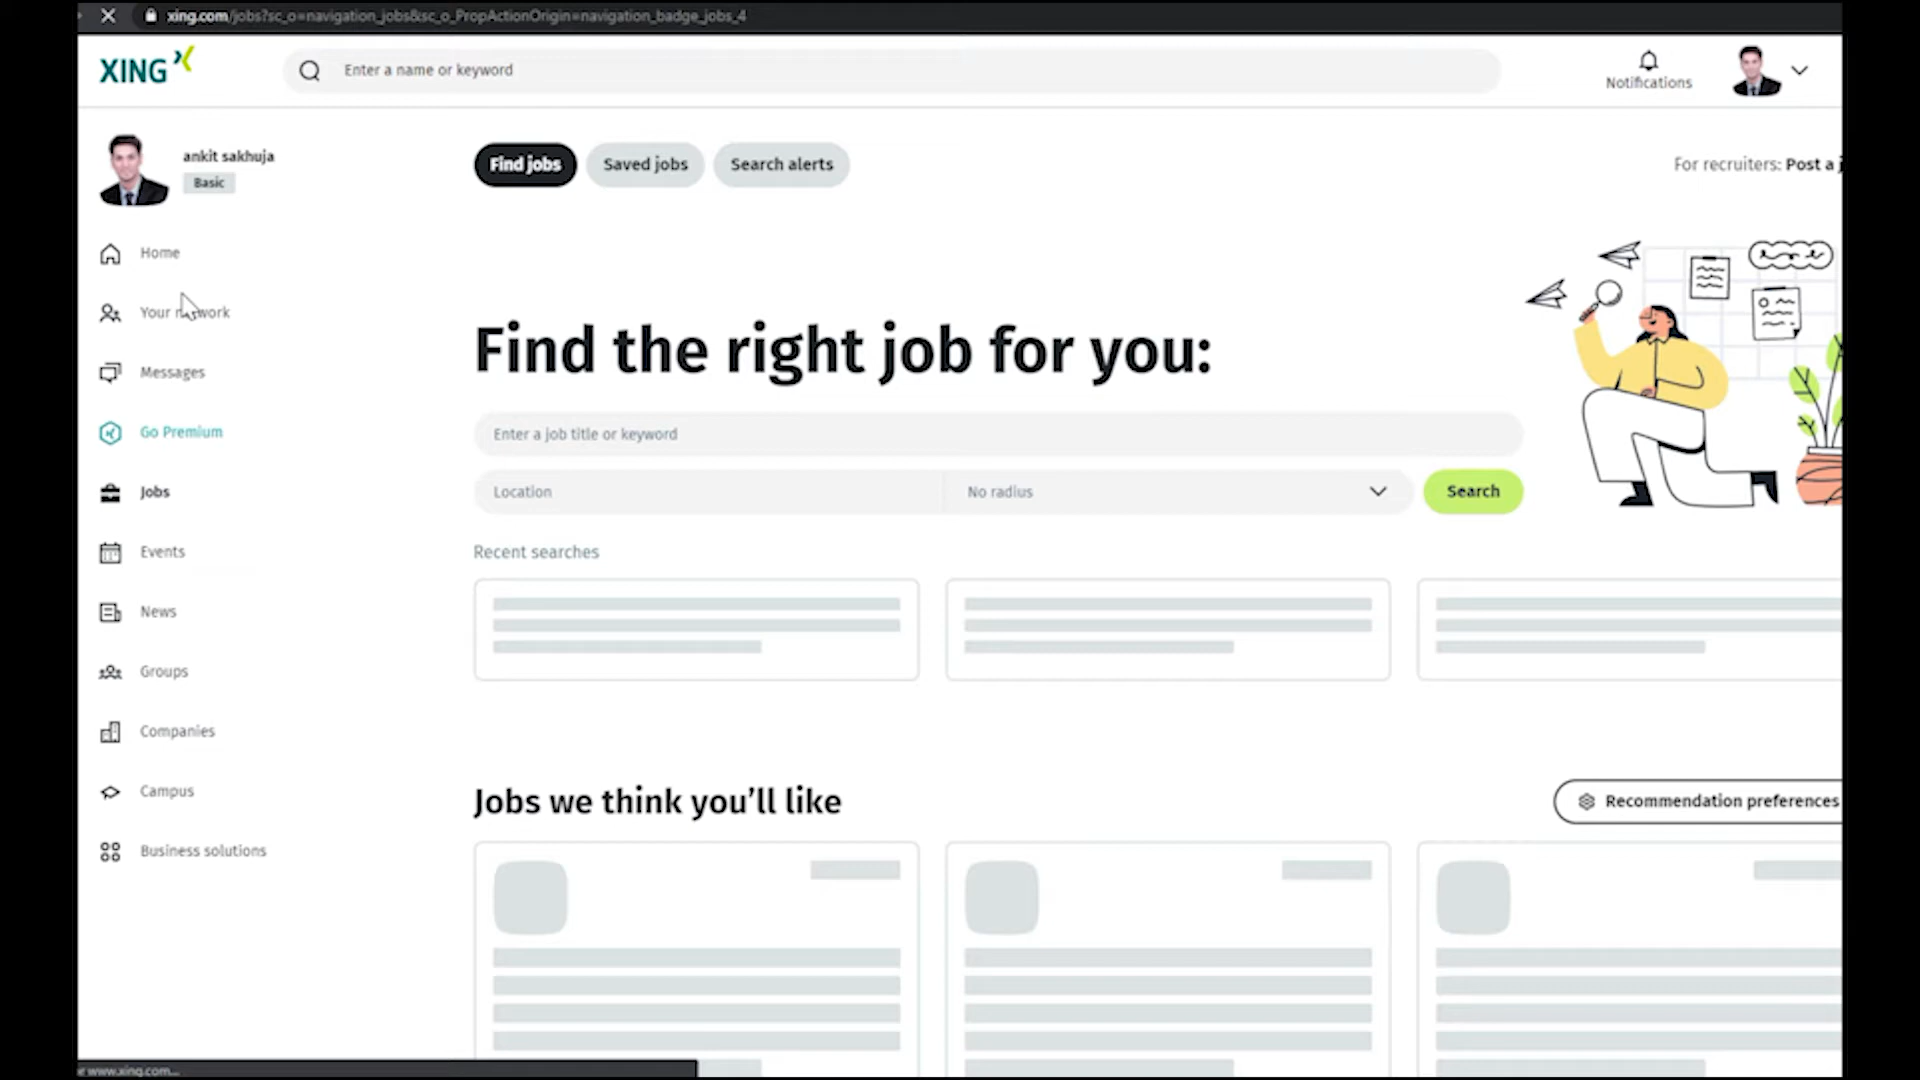 xing.com/jobs?sc_o=navigation_jobs&sc_o_PropActionOrigin=navigation_badge_jobs_4
XING
Enter a name or keyword
Notifications
ankit sakhuja
Basic
Find jobs
Saved jobs
Search alerts
For recruiters: Post a j
Home
Your network
Messages
Go Premium
Jobs
Events
News
Groups
Companies
Campus
Business solutions
Find the right job for you:
Enter a job title or keyword
Location
No radius
Search
Recent searches
Jobs we think you'll like
Recommendation preferences
r www.xing.com...